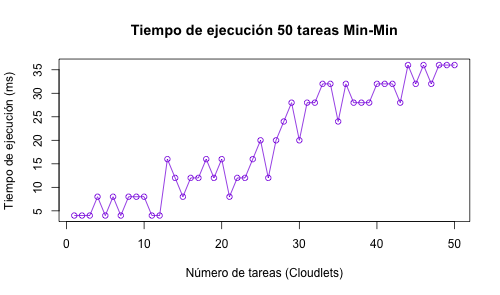 Tiempo de ejecución 50 tareas Min-Min
Tiempo de ejecución (ms)
35
30
25
20
15
10
5
0 10 20 30 40 50
Número de tareas (Cloudlets)